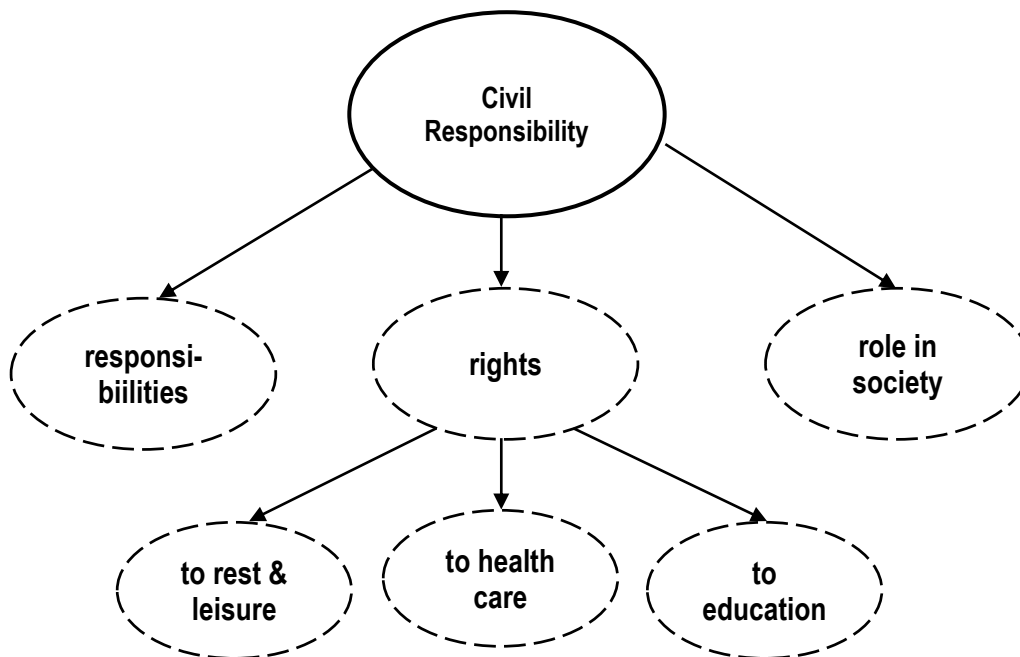 Civil
Responsibility
responsi-
biilities
rights
role in
society
to rest &
leisure
to health
care
to
education